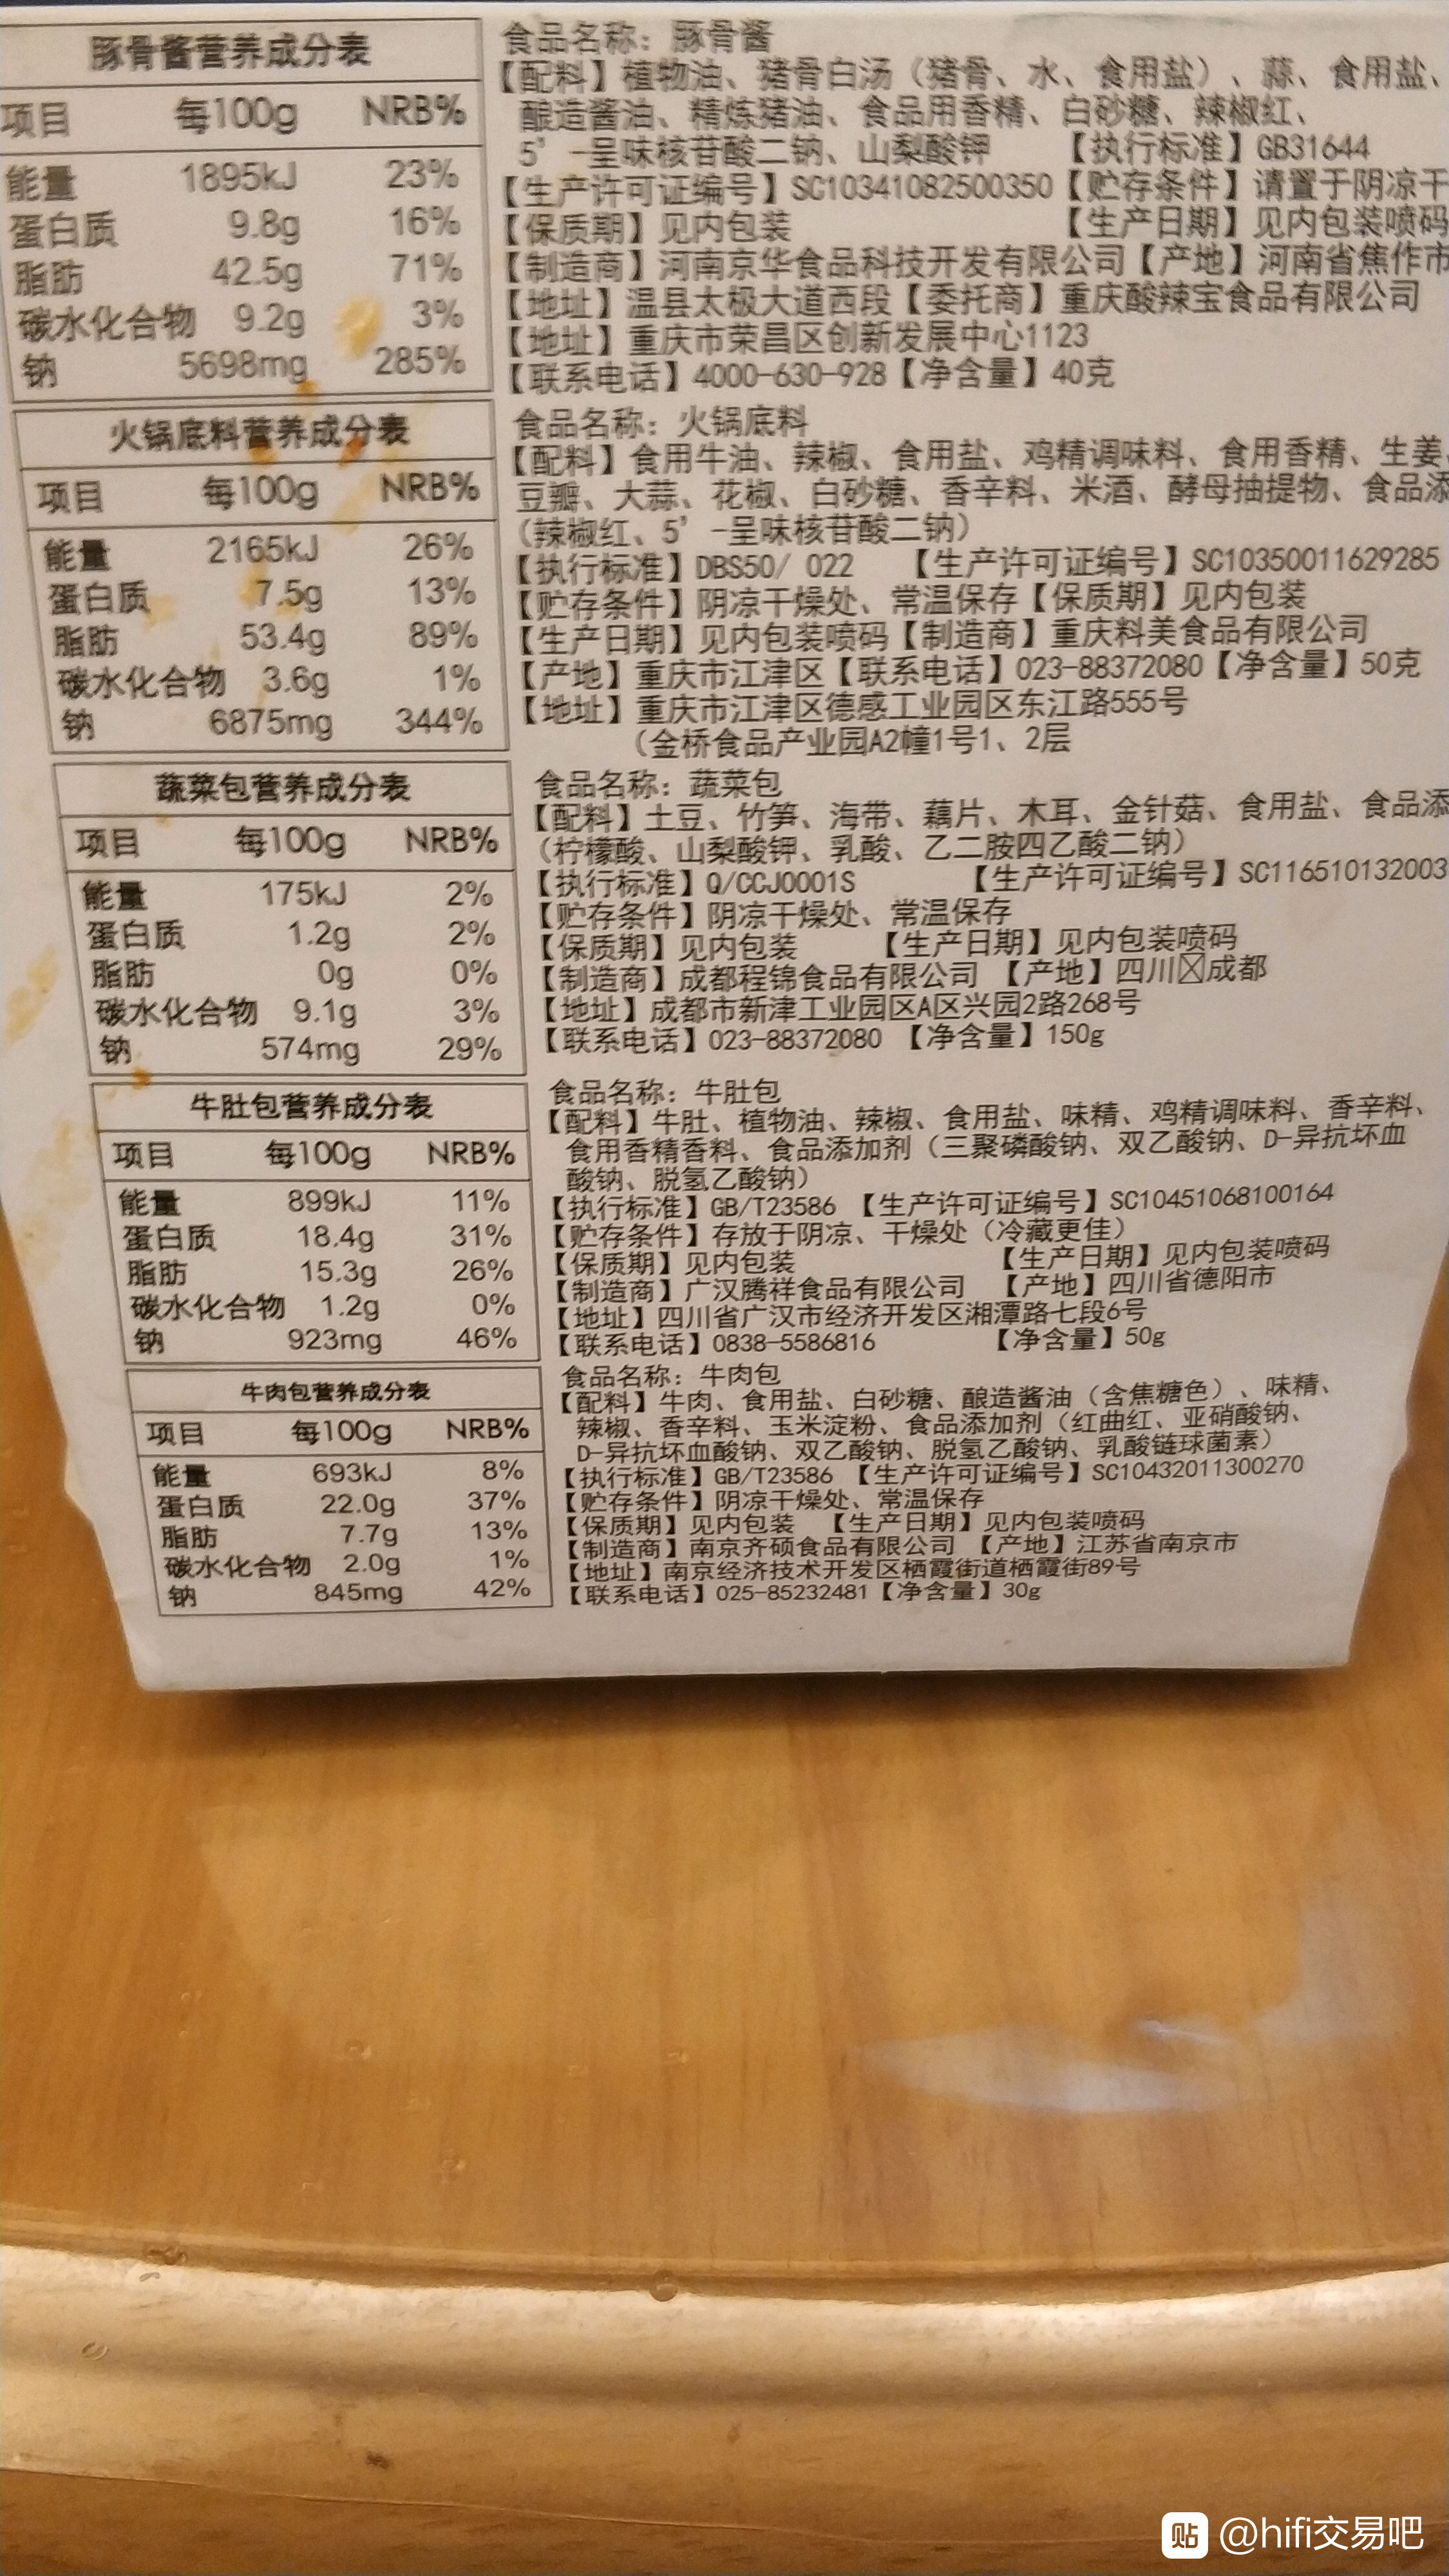 豚骨酱营养成分表
项目 每100g NRB%
能量 1895kJ 23%
蛋白质 9.8g 16%
脂肪 42.5g 71%
碳水化合物 9.2g 3%
钠 5698mg 285%
食品名称：豚骨酱
【配料】植物油、猪骨白汤（猪骨、水、食用盐）、蒜、食用盐、
酿造酱油、精炼猪油、食品用香精、白砂糖、辣椒红、
5'-呈味核苷酸二钠、山梨酸钾 【执行标准】GB31644
【生产许可证编号】SC10341082500350【贮存条件】请置于阴凉干
【保质期】见内包装 【生产日期】见内包装喷码
【制造商】河南京华食品科技开发有限公司【产地】河南省焦作市
【地址】温县太极大道西段【委托商】重庆酸辣宝食品有限公司
【地址】重庆市荣昌区创新发展中心1123
【联系电话】4000-630-928【净含量】40克
火锅底料营养成分表
项目 每100g NRB%
能量 2165kJ 26%
蛋白质 7.5g 13%
脂肪 53.4g 89%
碳水化合物 3.6g 1%
钠 6875mg 344%
食品名称：火锅底料
【配料】食用牛油、辣椒、食用盐、鸡精调味料、食用香精、生姜、
豆瓣、大蒜、花椒、白砂糖、香辛料、米酒、酵母抽提物、食品添
（辣椒红、5'-呈味核苷酸二钠）
【执行标准】DBS50/ 022 【生产许可证编号】SC10350011629285
【贮存条件】阴凉干燥处、常温保存【保质期】见内包装
【生产日期】见内包装喷码【制造商】重庆料美食品有限公司
【产地】重庆市江津区【联系电话】023-88372080【净含量】50克
【地址】重庆市江津区德感工业园区东江路555号
（金桥食品产业园A2幢1号1、2层
蔬菜包营养成分表
项目 每100g NRB%
能量 175kJ 2%
蛋白质 1.2g 2%
脂肪 0g 0%
碳水化合物 9.1g 3%
钠 574mg 29%
食品名称：蔬菜包
【配料】土豆、竹笋、海带、藕片、木耳、金针菇、食用盐、食品添
（柠檬酸、山梨酸钾、乳酸、乙二胺四乙酸二钠）
【执行标准】Q/CCJ0001S 【生产许可证编号】SC116510132003
【贮存条件】阴凉干燥处、常温保存
【保质期】见内包装 【生产日期】见内包装喷码
【制造商】成都程锦食品有限公司 【产地】四川☒成都
【地址】成都市新津工业园区A区兴园2路268号
【联系电话】023-88372080 【净含量】150g
牛肚包营养成分表
项目 每100g NRB%
能量 899kJ 11%
蛋白质 18.4g 31%
脂肪 15.3g 26%
碳水化合物 1.2g 0%
钠 923mg 46%
食品名称：牛肚包
【配料】牛肚、植物油、辣椒、食用盐、味精、鸡精调味料、香辛料、
食用香精香料、食品添加剂（三聚磷酸钠、双乙酸钠、D-异抗坏血
酸钠、脱氢乙酸钠）
【执行标准】GB/T23586 【生产许可证编号】SC10451068100164
【贮存条件】存放于阴凉、干燥处（冷藏更佳）
【保质期】见内包装 【生产日期】见内包装喷码
【制造商】广汉腾祥食品有限公司 【产地】四川省德阳市
【地址】四川省广汉市经济开发区湘潭路七段6号
【联系电话】0838-5586816 【净含量】50g
牛肉包营养成分表
项目 每100g NRB%
能量 693kJ 8%
蛋白质 22.0g 37%
脂肪 7.7g 13%
碳水化合物 2.0g 1%
钠 845mg 42%
食品名称：牛肉包
【配料】牛肉、食用盐、白砂糖、酿造酱油（含焦糖色）、味精、
辣椒、香辛料、玉米淀粉、食品添加剂（红曲红、亚硝酸钠、
D-异抗坏血酸钠、双乙酸钠、脱氢乙酸钠、乳酸链球菌素）
【执行标准】GB/T23586 【生产许可证编号】SC10432011300270
【贮存条件】阴凉干燥处、常温保存
【保质期】见内包装 【生产日期】见内包装喷码
【制造商】南京齐硕食品有限公司 【产地】江苏省南京市
【地址】南京经济技术开发区栖霞街道栖霞街89号
【联系电话】025-85232481【净含量】30g
贴 @hifi交易吧